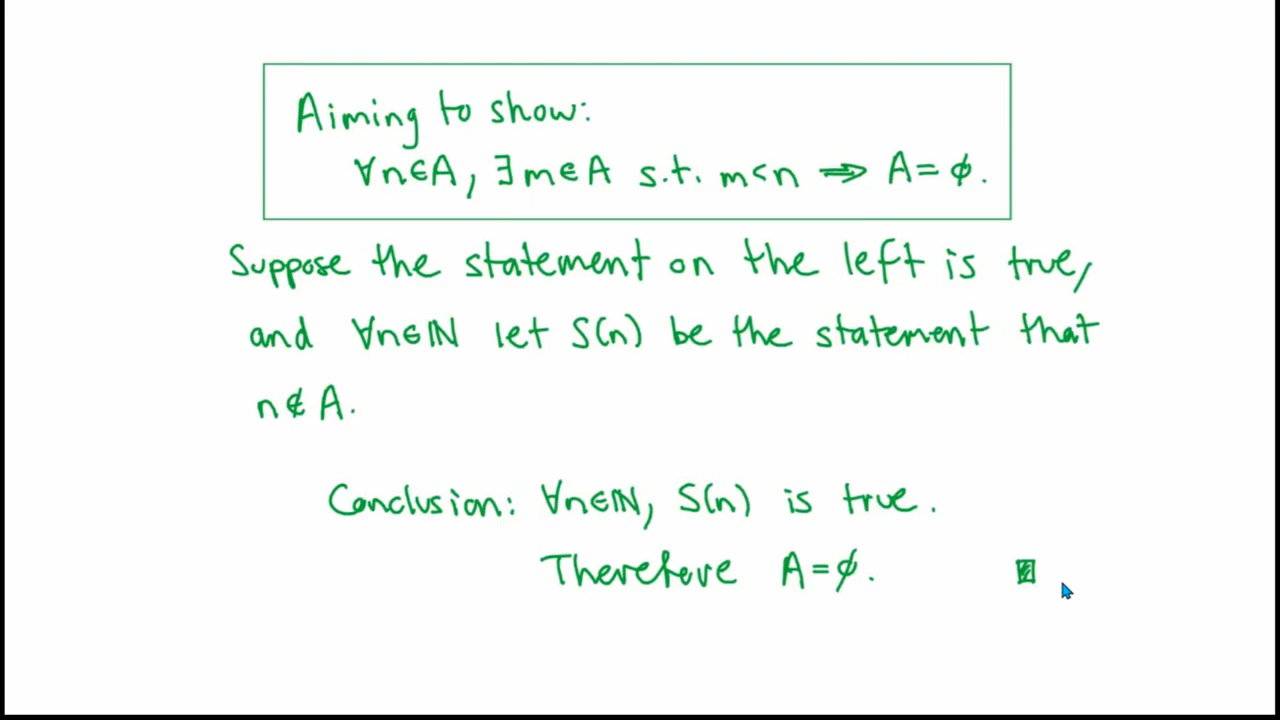 Aiming to show:
∀n∈A, ∃m∈A s.t. m<n ⇒ A=ϕ.
Suppose the statement on the left is true,
and ∀n∈ℕ let S(n) be the statement that
n∉A.
Conclusion: ∀n∈ℕ, S(n) is true.
Therefore A=ϕ.